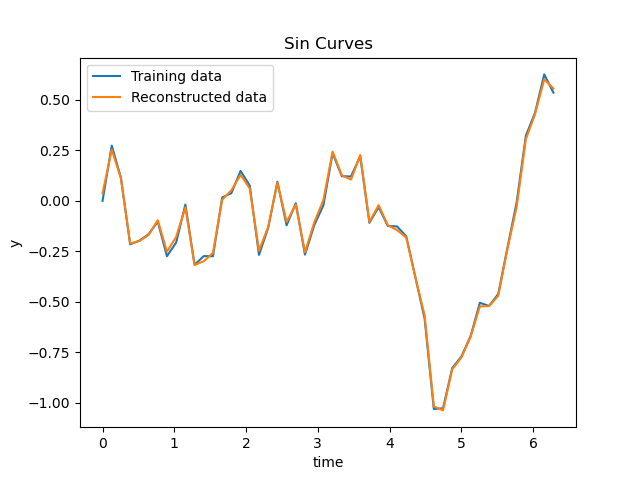 Sin Curves
Training data
Reconstructed data
0.50
0.25
0.00
−0.25
−0.50
−0.75
−1.00
y
0 1 2 3 4 5 6
time